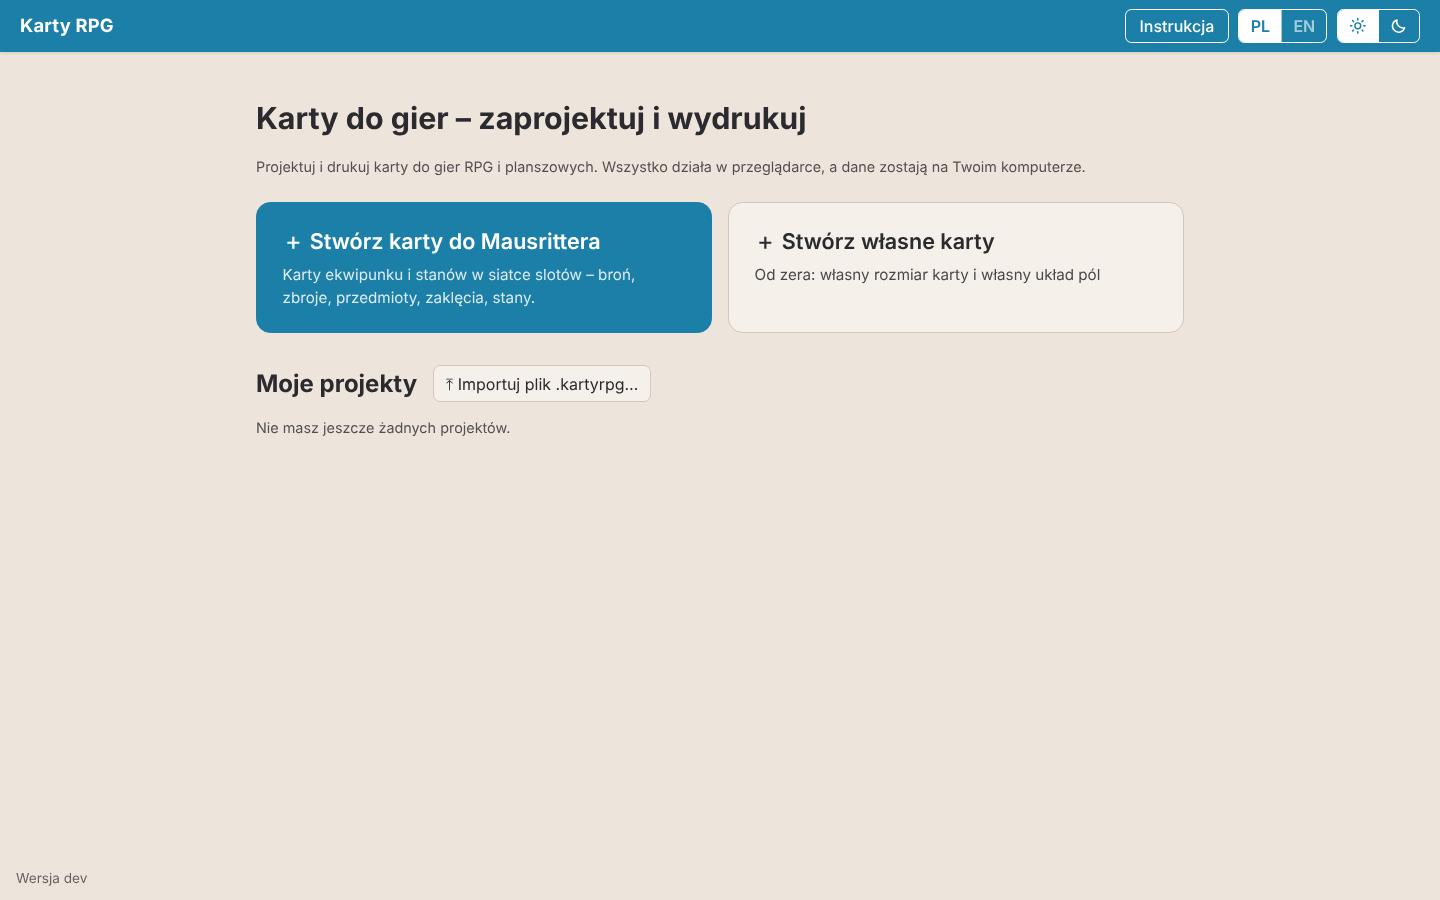 Karty RPG
Instrukcja
PL
EN
Karty do gier – zaprojektuj i wydrukuj
Projektuj i drukuj karty do gier RPG i planszowych. Wszystko działa w przeglądarce, a dane zostają na Twoim komputerze.
+ Stwórz karty do Mausrittera
Karty ekwipunku i stanów w siatce slotów – broń,
zbroje, przedmioty, zaklęcia, stany.
+ Stwórz własne karty
Od zera: własny rozmiar karty i własny układ pól
Moje projekty
⤒ Importuj plik .kartyrpg…
Nie masz jeszcze żadnych projektów.
Wersja dev